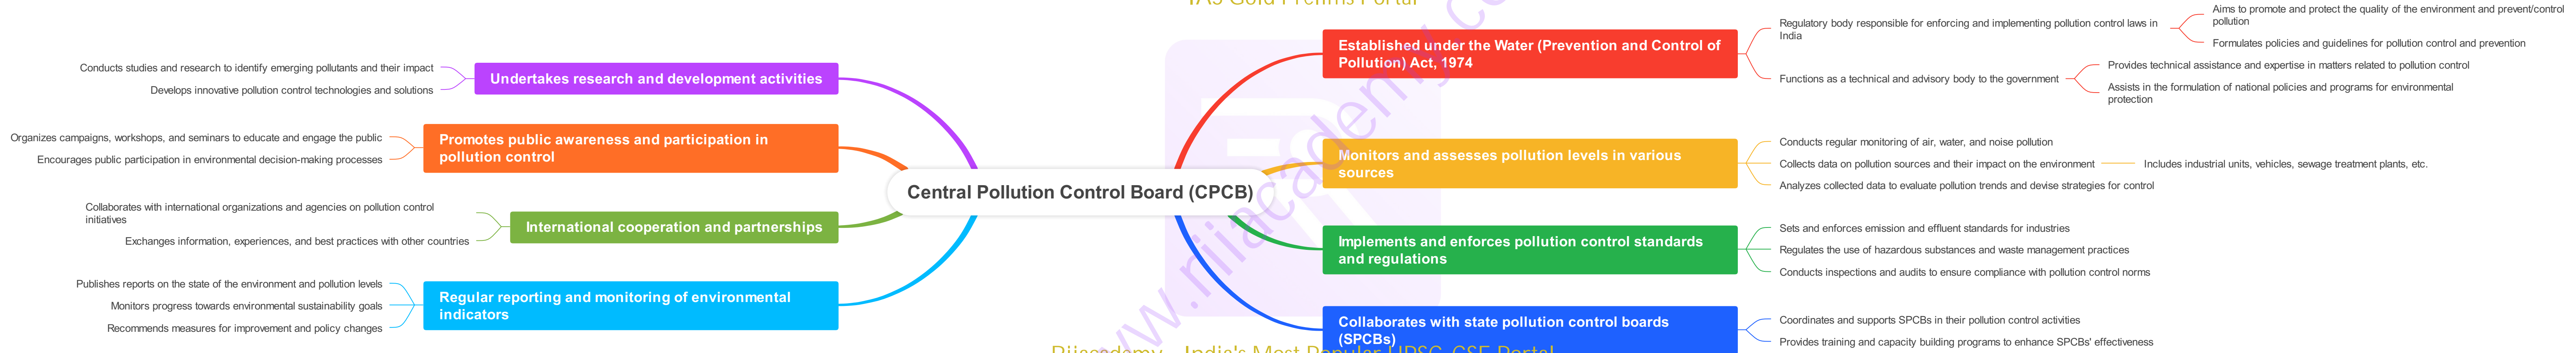 IAS Gold Prelims Portal
Central Pollution Control Board (CPCB)
Established under the Water (Prevention and Control of
Pollution) Act, 1974
Regulatory body responsible for enforcing and implementing pollution control laws in
India
Aims to promote and protect the quality of the environment and prevent/control
pollution
Formulates policies and guidelines for pollution control and prevention
Functions as a technical and advisory body to the government
Provides technical assistance and expertise in matters related to pollution control
Assists in the formulation of national policies and programs for environmental
protection
Monitors and assesses pollution levels in various
sources
Conducts regular monitoring of air, water, and noise pollution
Collects data on pollution sources and their impact on the environment
Includes industrial units, vehicles, sewage treatment plants, etc.
Analyzes collected data to evaluate pollution trends and devise strategies for control
Implements and enforces pollution control standards
and regulations
Sets and enforces emission and effluent standards for industries
Regulates the use of hazardous substances and waste management practices
Conducts inspections and audits to ensure compliance with pollution control norms
Collaborates with state pollution control boards
(SPCBs)
Coordinates and supports SPCBs in their pollution control activities
Provides training and capacity building programs to enhance SPCBs' effectiveness
Undertakes research and development activities
Conducts studies and research to identify emerging pollutants and their impact
Develops innovative pollution control technologies and solutions
Promotes public awareness and participation in
pollution control
Organizes campaigns, workshops, and seminars to educate and engage the public
Encourages public participation in environmental decision-making processes
International cooperation and partnerships
Collaborates with international organizations and agencies on pollution control
initiatives
Exchanges information, experiences, and best practices with other countries
Regular reporting and monitoring of environmental
indicators
Publishes reports on the state of the environment and pollution levels
Monitors progress towards environmental sustainability goals
Recommends measures for improvement and policy changes
India's Most Popular UPSC-CSE Portal